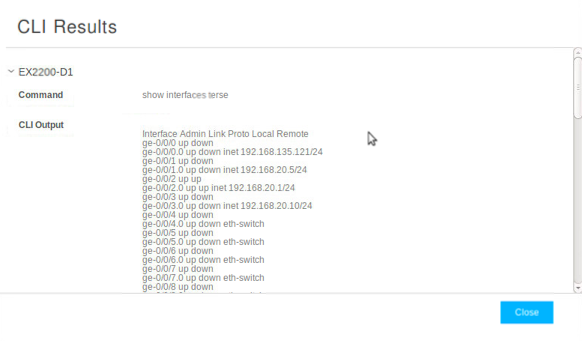 CLI Results
EX2200-D1
Command show interfaces terse
CLI Output
Interface Admin Link Proto Local Remote
ge-0/0/0 up down
ge-0/0/0.0 up down inet 192.168.135.121/24
ge-0/0/1 up down
ge-0/0/1.0 up down inet 192.168.20.5/24
ge-0/0/2 up up
ge-0/0/2.0 up up inet 192.168.20.1/24
ge-0/0/3 up down
ge-0/0/3.0 up down inet 192.168.20.10/24
ge-0/0/4 up down
ge-0/0/4.0 up down eth-switch
ge-0/0/5 up down
ge-0/0/5.0 up down eth-switch
ge-0/0/6 up down
ge-0/0/6.0 up down eth-switch
ge-0/0/7 up down
ge-0/0/7.0 up down eth-switch
ge-0/0/8 up down
Close